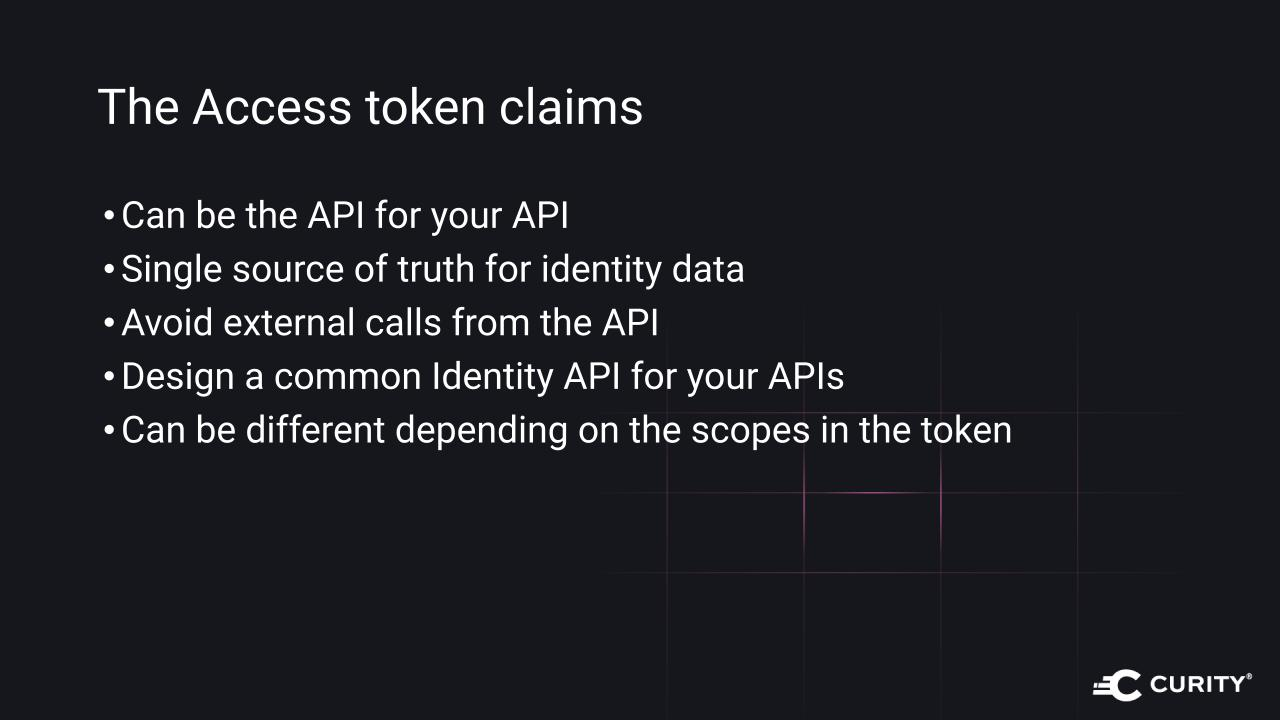 The Access token claims
•Can be the API for your API
•Single source of truth for identity data
•Avoid external calls from the API
•Design a common Identity API for your APIs
•Can be different depending on the scopes in the token
CURITY®